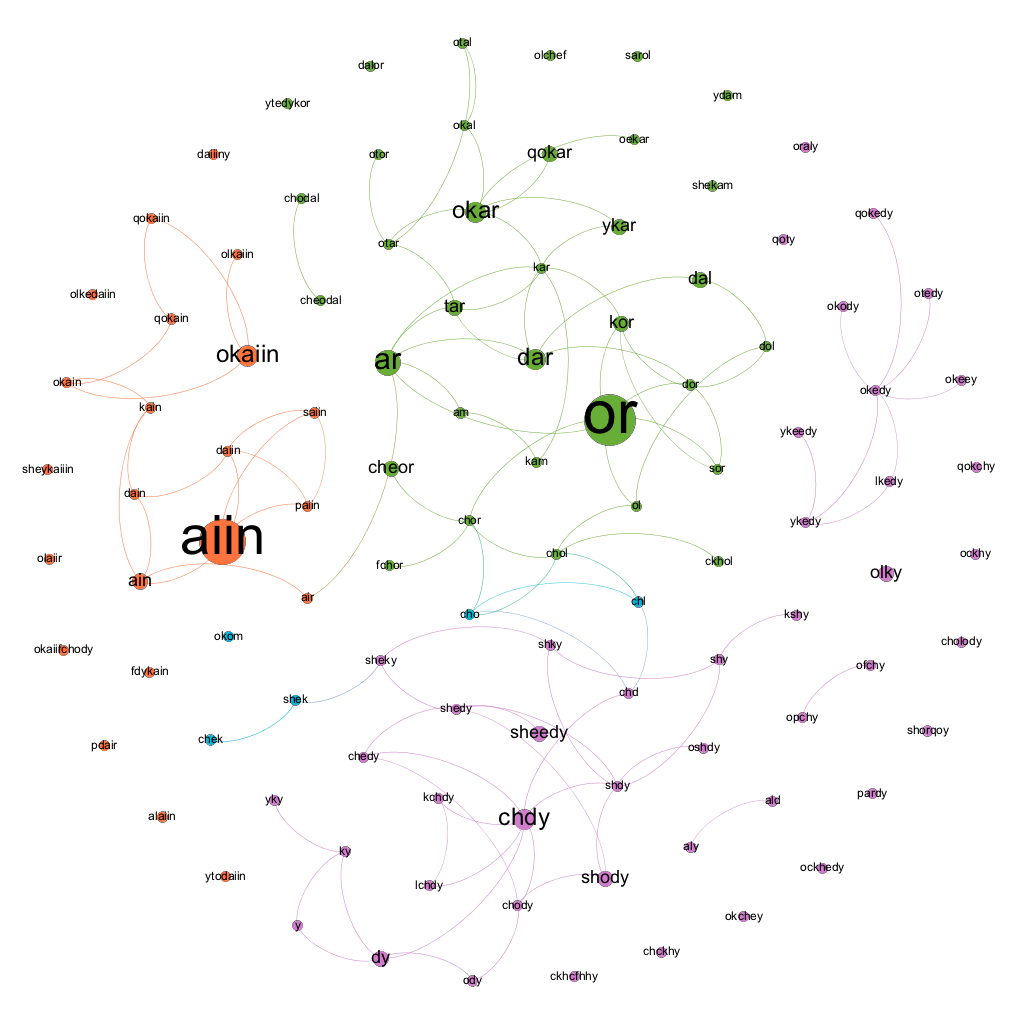 otal
olchef
sarol
dalor
ydam
ytedykor
okal
oekar
oraly
daiiny
otor
qokar
shekam
chodal
okar
qokaiin
qokedy
ykar
qoty
otar
olkaiin
kar
dal
olkedaiin
otedy
cheodal
okody
tar
qokain
kor
dol
okaiin
ar
dar
okain
dor
okedy
okeey
kain
saiin
am
or
ykeedy
daiin
kam
sheykaiiin
cheor
sor
qokchy
lkedy
dain
palin
ol
chor
ykedy
aiin
olaiir
chol
ckhol
ockhy
fchor
olky
ain
air
cho
chl
kshy
okom
cholody
okaiifchody
shky
sheky
shy
ofchy
fdykain
chd
shek
shedy
opchy
shorqoy
sheedy
chek
pdair
oshdy
chedy
shdy
pardy
yky
kchdy
ald
alaiin
chdy
ky
aly
ockhedy
ytodaiin
lchdy
shody
chody
okchey
y
chckhy
dy
ody
ckhcfhhy